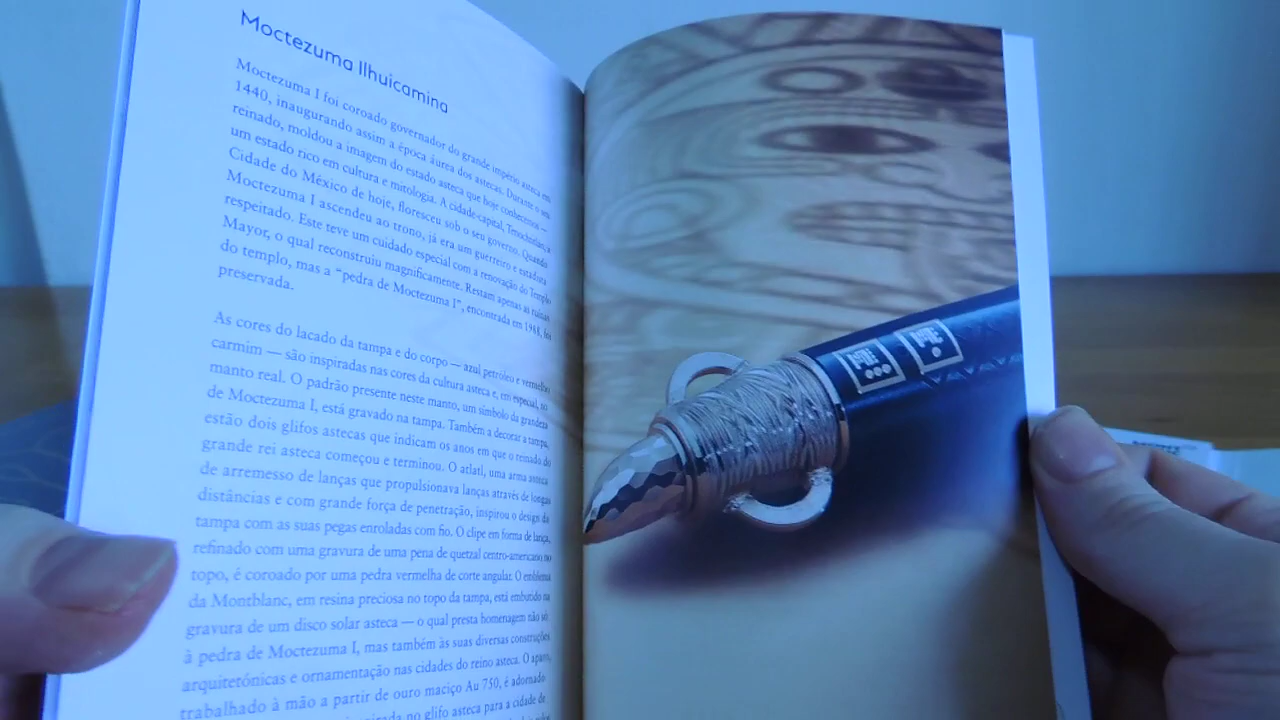 Moctezuma Ilhuicamina
Moctezuma I foi coroado governador do grande império asteca em
1440, inaugurando assim a época áurea dos astecas. Durante o seu
reinado, moldou a imagem do estado asteca que hoje conhecemos —
um estado rico em cultura e mitologia. A cidade-capital, Tenochtitlan, a
Cidade do México de hoje, floresceu sob o seu governo. Quando
Moctezuma I ascendeu ao trono, já era um guerreiro e estadista
respeitado. Este teve um cuidado especial com a renovação do Templo
Mayor, o qual reconstruiu magnificamente. Restam apenas as ruínas
do templo, mas a “pedra de Moctezuma I”, encontrada em 1988, foi
preservada.
As cores do lacado da tampa e do corpo — azul petróleo e vermelho
carmim — são inspiradas nas cores da cultura asteca e, em especial, no
manto real. O padrão presente neste manto, um símbolo da grandeza
de Moctezuma I, está gravado na tampa. Também a decorar a tampa,
estão dois glifos astecas que indicam os anos em que o reinado do
grande rei asteca começou e terminou. O atlatl, uma arma asteca
de arremesso de lanças que propulsionava lanças através de longas
distâncias e com grande força de penetração, inspirou o design da
tampa com as suas pegas enroladas com fio. O clipe em forma de lança,
refinado com uma gravura de uma pena de quetzal centro-americano no
topo, é coroado por uma pedra vermelha de corte angular. O emblema
da Montblanc, em resina preciosa no topo da tampa, está embutido na
gravura de um disco solar asteca — o qual presta homenagem não só
à pedra de Moctezuma I, mas também às suas diversas construções
arquitetónicas e ornamentação nas cidades do reino asteca. O aparo,
trabalhado à mão a partir de ouro maciço Au 750, é adornado
inspirada no glifo asteca para a cidade de